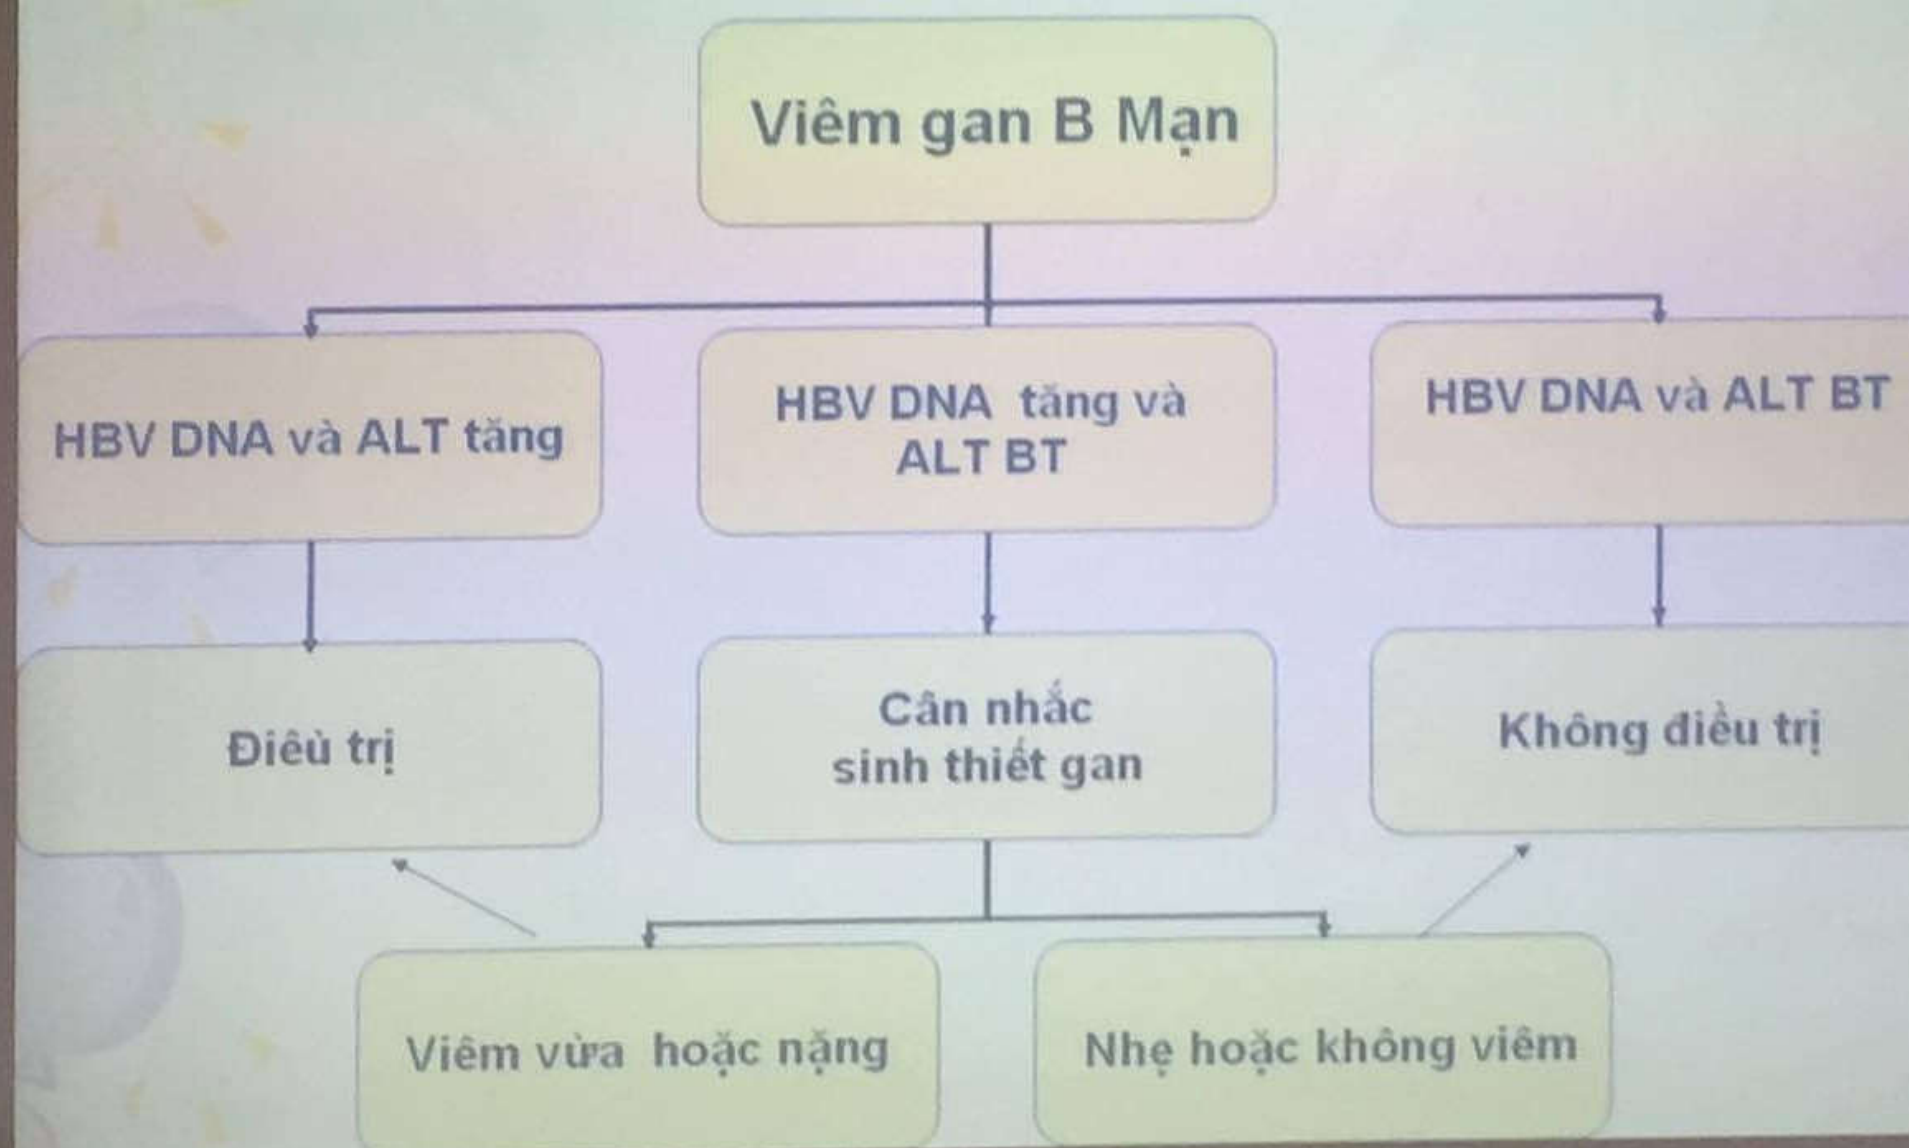 Viêm gan B Mạn
HBV DNA và ALT tăng
HBV DNA tăng và
ALT BT
HBV DNA và ALT BT
Điêù trị
Cân nhắc
sinh thiết gan
Không điều trị
Viêm vừa hoặc nặng
Nhẹ hoặc không viêm